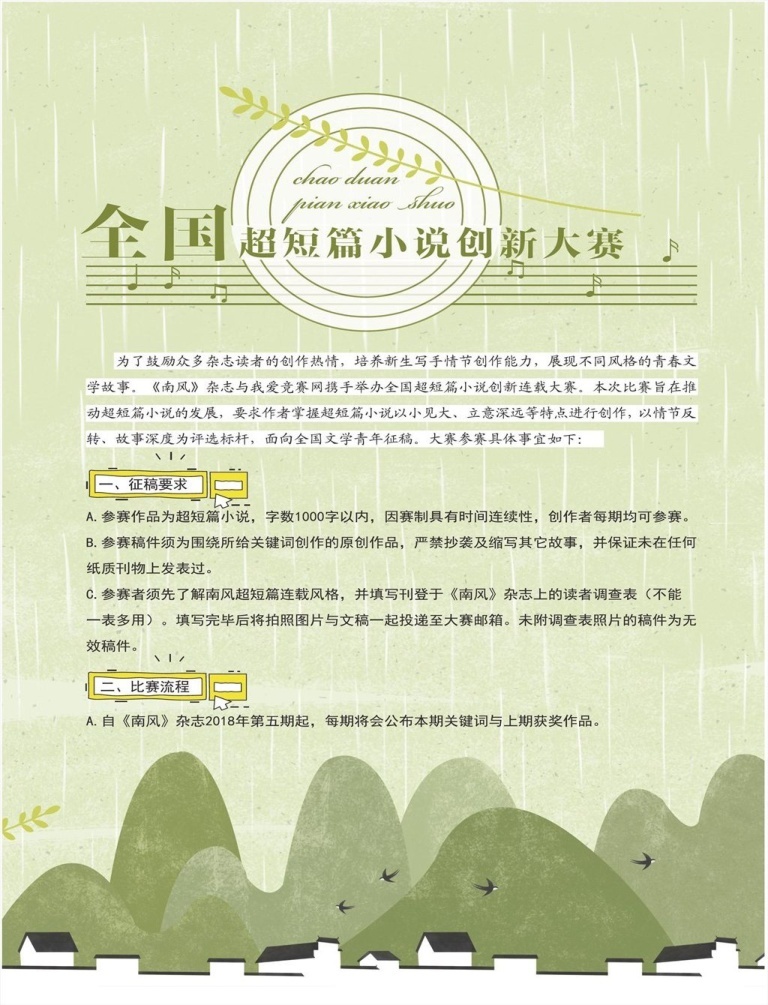 chao duan
pian xiao shuo
全国超短篇小说创新大赛
为了鼓励众多杂志读者的创作热情，培养新生写手情节创作能力，展现不同风格的青春文
学故事。《南风》杂志与我爱竞赛网携手举办全国超短篇小说创新连载大赛。本次比赛旨在推
动超短篇小说的发展，要求作者掌握超短篇小说以小见大、立意深远等特点进行创作，以情节反
转、故事深度为评选标杆，面向全国文学青年征稿。大赛参赛具体事宜如下：
一、征稿要求
A.参赛作品为超短篇小说，字数1000字以内，因赛制具有时间连续性，创作者每期均可参赛。
B.参赛稿件须为围绕所给关键词创作的原创作品，严禁抄袭及缩写其它故事，并保证未在任何
纸质刊物上发表过。
C.参赛者须先了解南风超短篇连载风格，并填写刊登于《南风》杂志上的读者调查表（不能
一表多用）。填写完毕后将拍照图片与文稿一起投递至大赛邮箱。未附调查表照片的稿件为无
效稿件。
二、比赛流程
A.自《南风》杂志2018年第五期起，每期将会公布本期关键词与上期获奖作品。